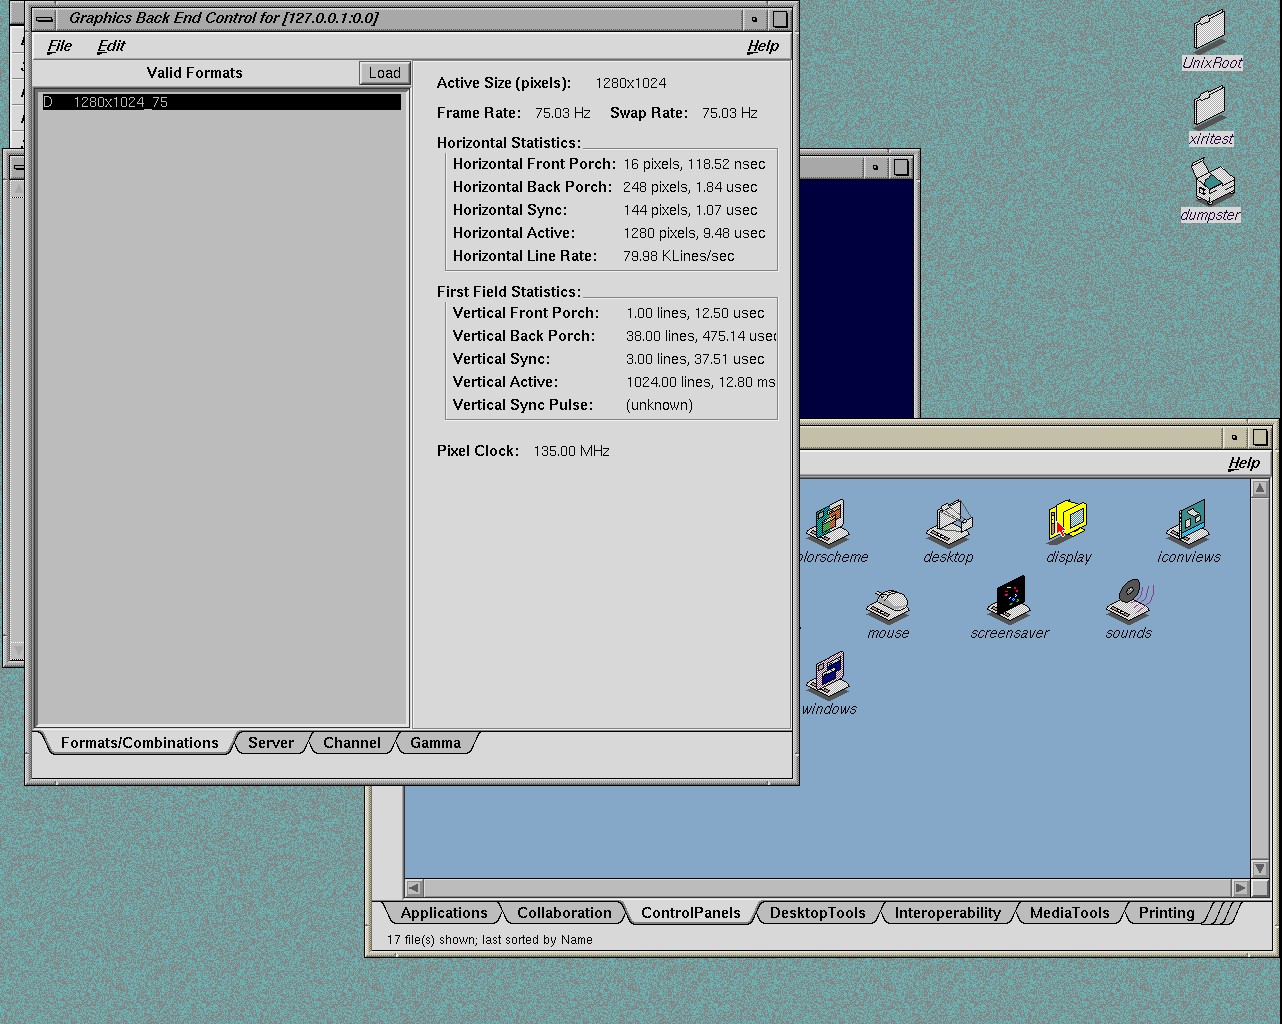 Graphics Back End Control for [127.0.0.1:0.0]
File Edit Help
Valid Formats Load
D 1280x1024_75
Active Size (pixels): 1280x1024
Frame Rate: 75.03 Hz Swap Rate: 75.03 Hz
Horizontal Statistics:
Horizontal Front Porch: 16 pixels, 118.52 nsec
Horizontal Back Porch: 248 pixels, 1.84 usec
Horizontal Sync: 144 pixels, 1.07 usec
Horizontal Active: 1280 pixels, 9.48 usec
Horizontal Line Rate: 79.98 KLines/sec
First Field Statistics:
Vertical Front Porch: 1.00 lines, 12.50 usec
Vertical Back Porch: 38.00 lines, 475.14 usec
Vertical Sync: 3.00 lines, 37.51 usec
Vertical Active: 1024.00 lines, 12.80 ms
Vertical Sync Pulse: (unknown)
Pixel Clock: 135.00 MHz
Formats/Combinations Server Channel Gamma
UnixRoot
xiritest
dumpster
Help
olorscheme desktop display iconviews
mouse screensaver sounds
windows
Applications Collaboration ControlPanels DesktopTools Interoperability MediaTools Printing
17 file(s) shown; last sorted by Name